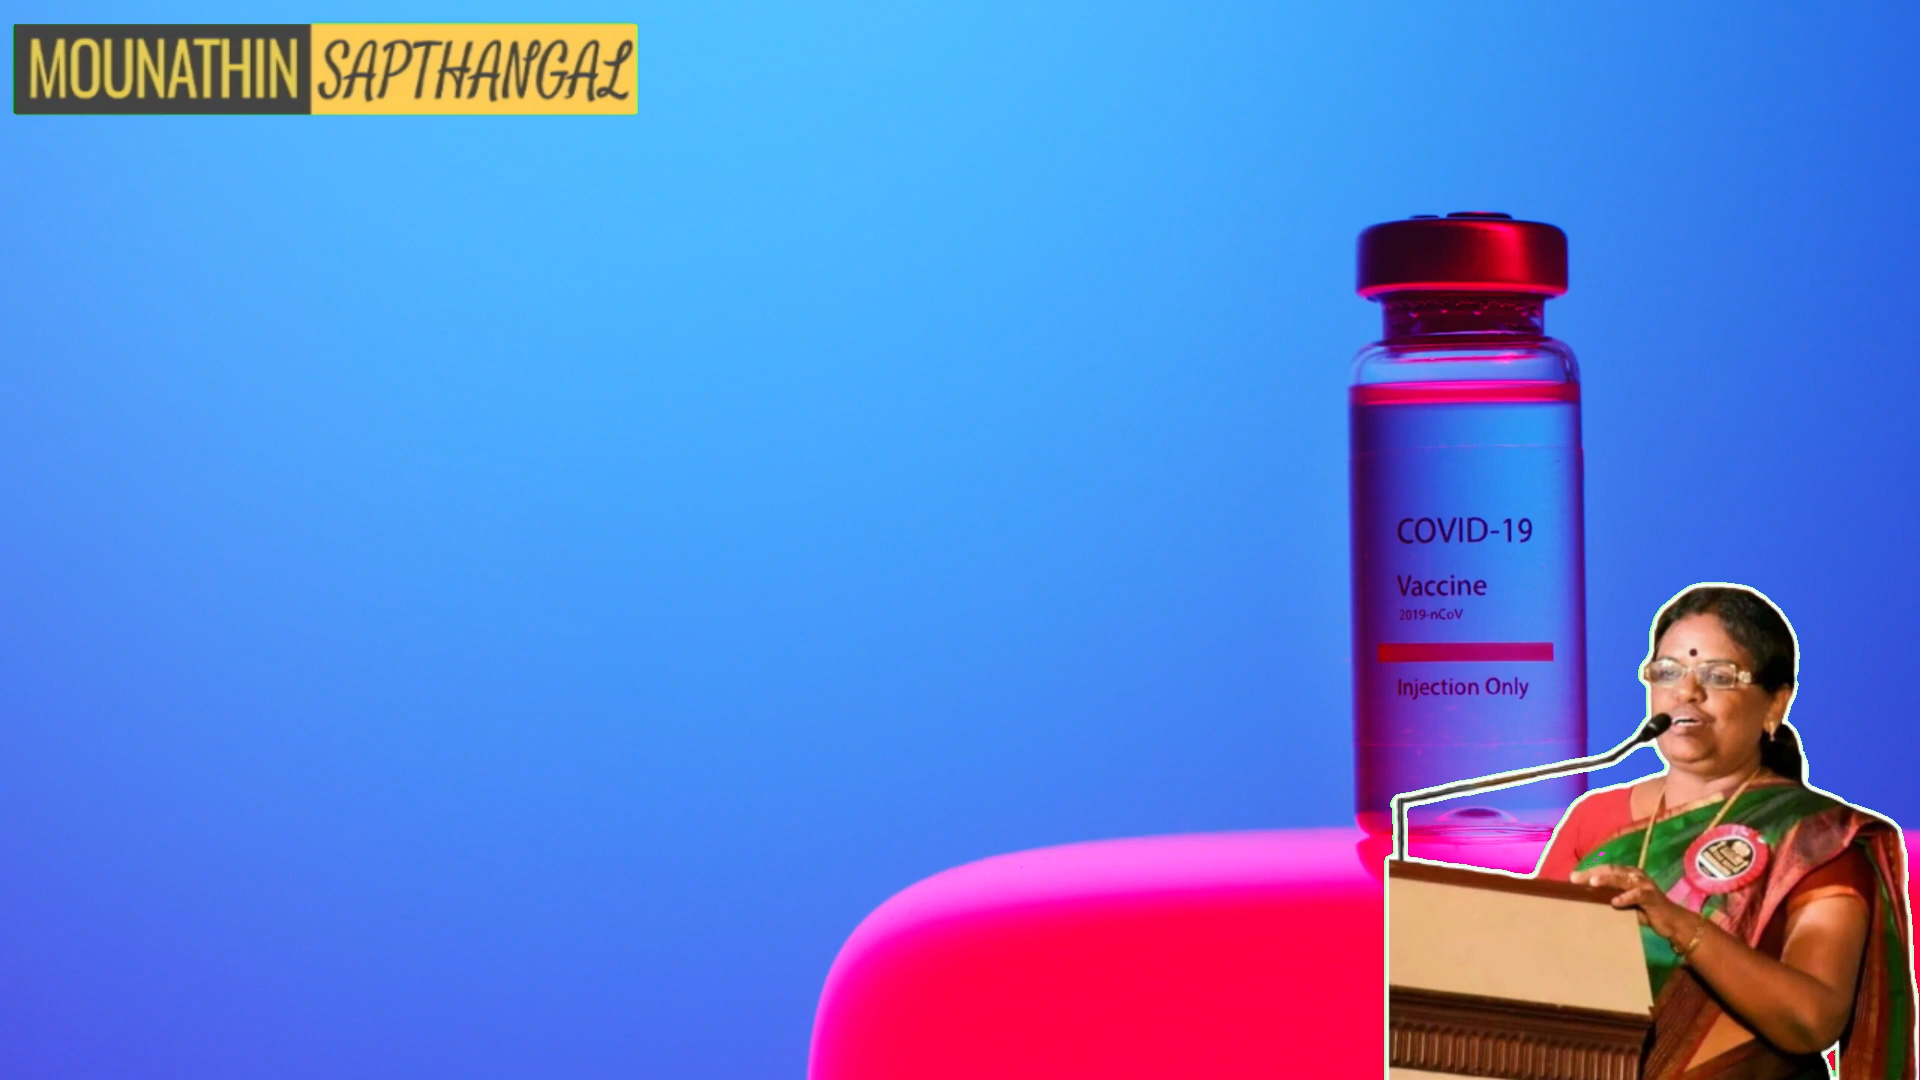 MOUNATHIN SAPTHANGAL
COVID-19
Vaccine
2019-nCoV
Injection Only